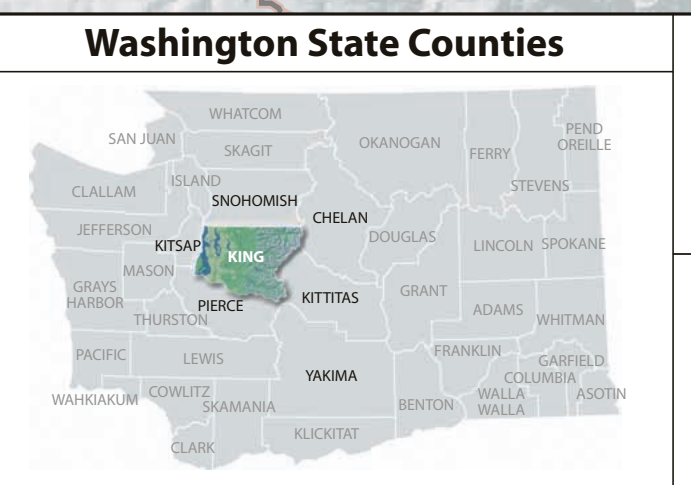 Washington State Counties
WHATCOM
SAN JUAN
SKAGIT
OKANOGAN
FERRY
PEND
OREILLE
STEVENS
ISLAND
CLALLAM
SNOHOMISH
CHELAN
JEFFERSON
KITSAP
KING
DOUGLAS
LINCOLN
SPOKANE
MASON
GRAYS
HARBOR
PIERCE
KITTITAS
GRANT
ADAMS
WHITMAN
THURSTON
PACIFIC
LEWIS
YAKIMA
FRANKLIN
GARFIELD
COLUMBIA
WAHKIAKUM
COWLITZ
SKAMANIA
BENTON
WALLA
WALLA
ASOTIN
CLARK
KLICKITAT